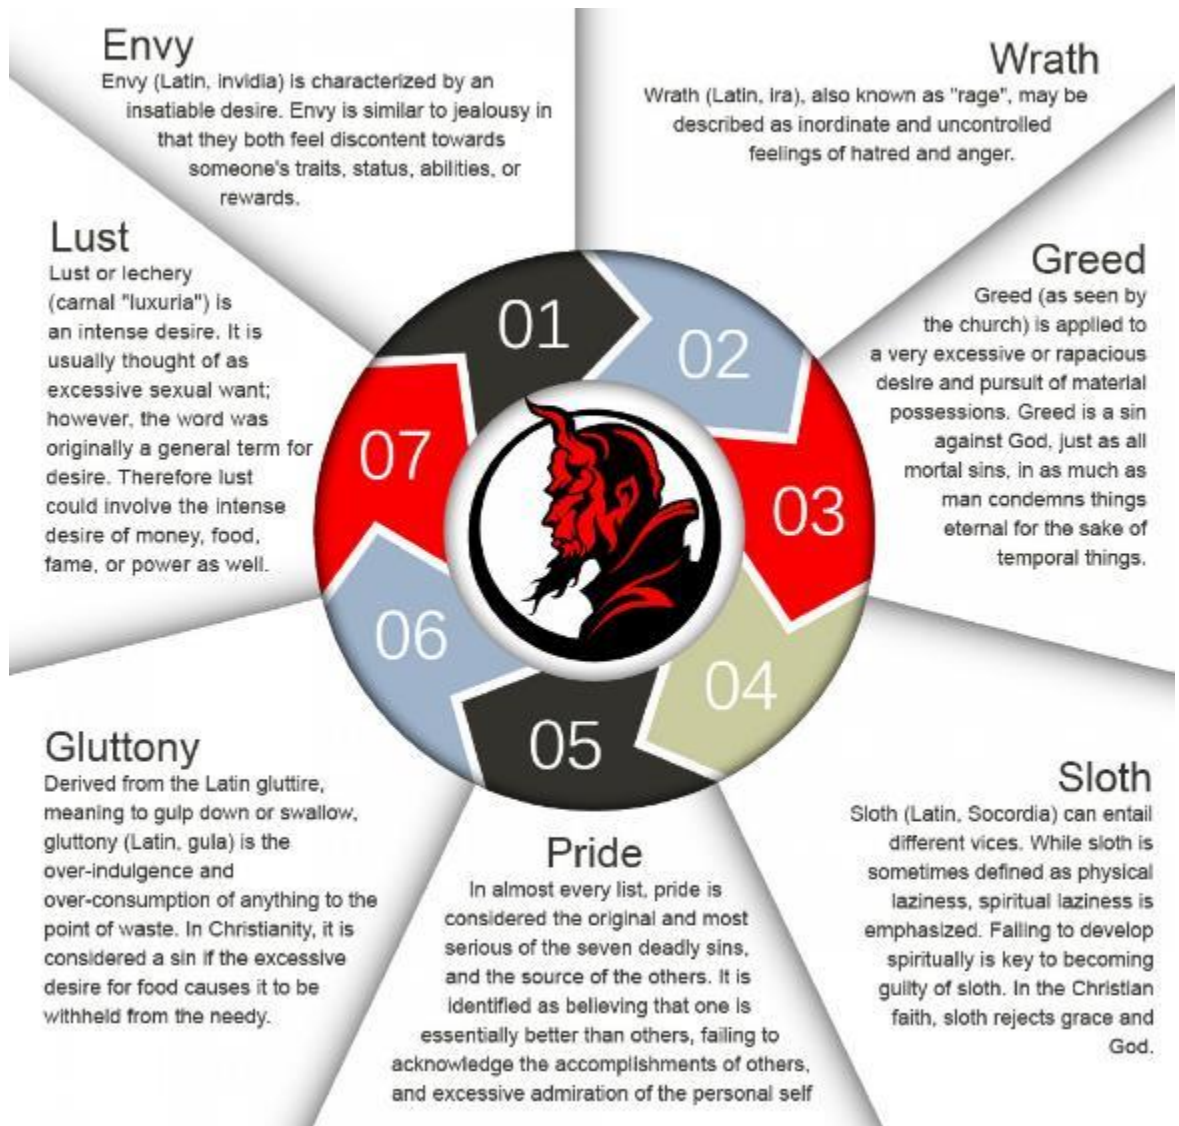 Envy
Envy (Latin, invidia) is characterized by an
insatiable desire. Envy is similar to jealousy in
that they both feel discontent towards
someone's traits, status, abilities, or
rewards.
Wrath
Wrath (Latin, ira), also known as "rage", may be
described as inordinate and uncontrolled
feelings of hatred and anger.
Lust
Lust or lechery
(carnal "luxuria") is
an intense desire. It is
usually thought of as
excessive sexual want;
however, the word was
originally a general term for
desire. Therefore lust
could involve the intense
desire of money, food,
fame, or power as well.
Greed
Greed (as seen by
the church) is applied to
a very excessive or rapacious
desire and pursuit of material
possessions. Greed is a sin
against God, just as all
mortal sins, in as much as
man condemns things
eternal for the sake of
temporal things.
01
02
03
04
05
06
07
Gluttony
Derived from the Latin gluttire,
meaning to gulp down or swallow,
gluttony (Latin, gula) is the
over-indulgence and
over-consumption of anything to the
point of waste. In Christianity, it is
considered a sin if the excessive
desire for food causes it to be
withheld from the needy.
Pride
In almost every list, pride is
considered the original and most
serious of the seven deadly sins,
and the source of the others. It is
identified as believing that one is
essentially better than others, failing to
acknowledge the accomplishments of others,
and excessive admiration of the personal self
Sloth
Sloth (Latin, Socordia) can entail
different vices. While sloth is
sometimes defined as physical
laziness, spiritual laziness is
emphasized. Failing to develop
spiritually is key to becoming
guilty of sloth. In the Christian
faith, sloth rejects grace and
God.